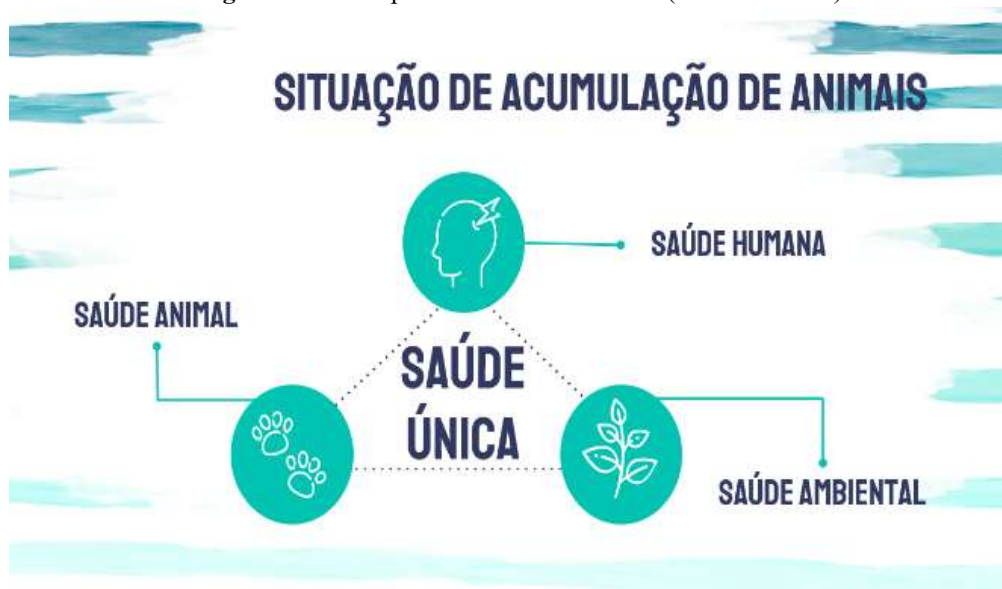 SITUAÇÃO DE ACUMULAÇÃO DE ANIMAIS
SAÚDE HUMANA
SAÚDE ANIMAL
SAÚDE
ÚNICA
SAÚDE AMBIENTAL